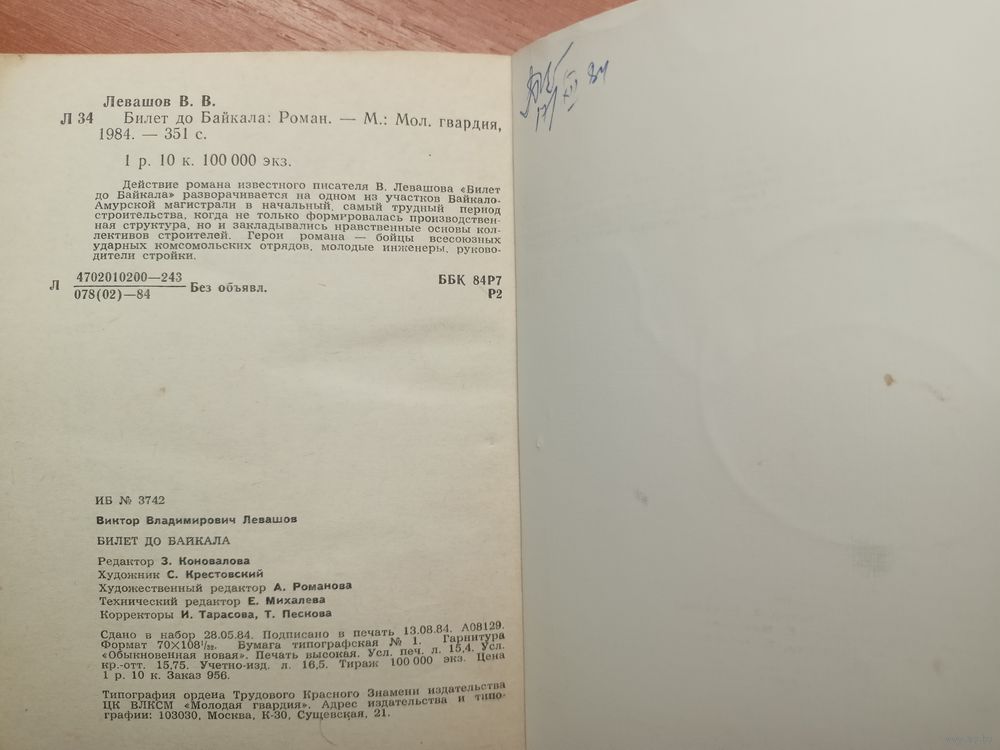 Левашов В. В.
Л 34 Билет до Байкала: Роман. — М.: Мол. гвардия,
1984. — 351 с.
1 р. 10 к. 100 000 экз.
Действие романа известного писателя В. Левашова «Билет
до Байкала» разворачивается на одном из участков Байкало-
Амурской магистрали в начальный, самый трудный период
строительства, когда не только формировалась производствен-
ная структура, но и закладывались нравственные основы кол-
лективов строителей. Герои романа — бойцы всесоюзных
ударных комсомольских отрядов, молодые инженеры, руково-
дители стройки.
Л 4702010200—243
078(02)—84 Без объявл.
ББК 84Р7
Р2
ИБ № 3742
Виктор Владимирович Левашов
БИЛЕТ ДО БАЙКАЛА
Редактор З. Коновалова
Художник С. Крестовский
Художественный редактор А. Романова
Технический редактор Е. Михалева
Корректоры И. Тарасова, Т. Пескова
Сдано в набор 28.05.84. Подписано в печать 13.08.84. А08129.
Формат 70×108¹/₃₂. Бумага типографская № 1. Гарнитура
«Обыкновенная новая». Печать высокая. Усл. печ. л. 15,4. Усл.
кр.-отт. 15,75. Учетно-изд. л. 16,5. Тираж 100 000 экз. Цена
1 р. 10 к. Заказ 956.
Типография ордена Трудового Красного Знамени издательства
ЦК ВЛКСМ «Молодая гвардия». Адрес издательства и типо-
графии: 103030, Москва, К-30, Сущевская, 21.
17/XII 84